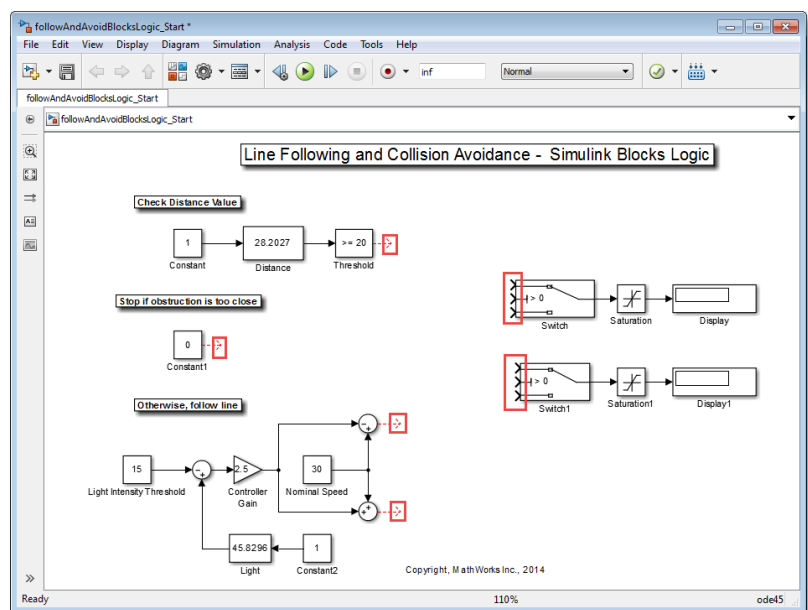 followAndAvoidBlocksLogic_Start *
File Edit View Display Diagram Simulation Analysis Code Tools Help
inf Normal
followAndAvoidBlocksLogic_Start
followAndAvoidBlocksLogic_Start
Line Following and Collision Avoidance - Simulink Blocks Logic
Check Distance Value
1 28.2027 >= 20
Constant Distance Threshold
> 0
Switch Saturation Display
Stop if obstruction is too close
0
Constant1
> 0
Switch1 Saturation1 Display1
Otherwise, follow line
15 2.5 30
Light Intensity Threshold Controller Gain Nominal Speed
45.8296 1
Light Constant2
Copyright, MathWorks Inc., 2014
Ready 110% ode45